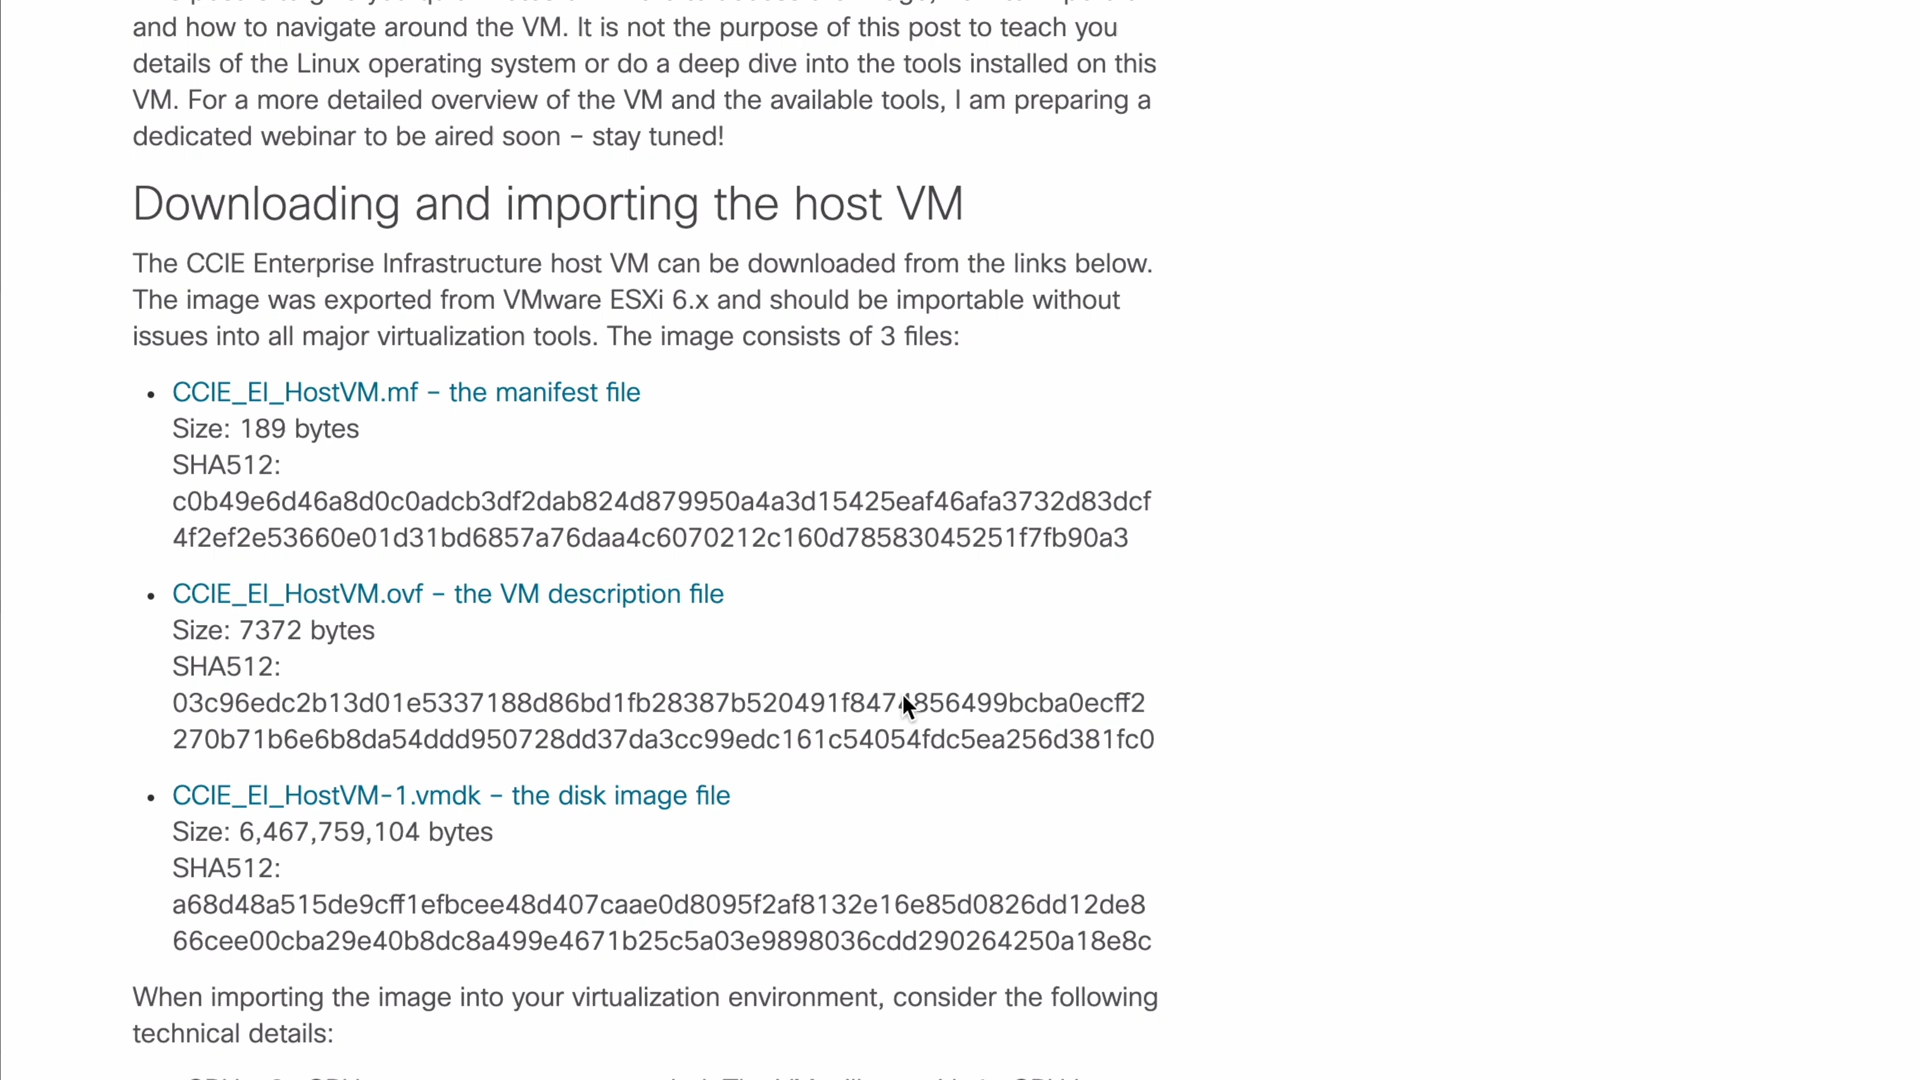 and how to navigate around the VM. It is not the purpose of this post to teach you
details of the Linux operating system or do a deep dive into the tools installed on this
VM. For a more detailed overview of the VM and the available tools, I am preparing a
dedicated webinar to be aired soon – stay tuned!
Downloading and importing the host VM
The CCIE Enterprise Infrastructure host VM can be downloaded from the links below.
The image was exported from VMware ESXi 6.x and should be importable without
issues into all major virtualization tools. The image consists of 3 files:
• CCIE_EI_HostVM.mf – the manifest file
Size: 189 bytes
SHA512:
c0b49e6d46a8d0c0adcb3df2dab824d879950a4a3d15425eaf46afa3732d83dcf
4f2ef2e53660e01d31bd6857a76daa4c6070212c160d78583045251f7fb90a3
• CCIE_EI_HostVM.ovf – the VM description file
Size: 7372 bytes
SHA512:
03c96edc2b13d01e5337188d86bd1fb28387b520491f8474856499bcba0ecff2
270b71b6e6b8da54ddd950728dd37da3cc99edc161c54054fdc5ea256d381fc0
• CCIE_EI_HostVM-1.vmdk – the disk image file
Size: 6,467,759,104 bytes
SHA512:
a68d48a515de9cff1efbcee48d407caae0d8095f2af8132e16e85d0826dd12de8
66cee00cba29e40b8dc8a499e4671b25c5a03e9898036cdd290264250a18e8c
When importing the image into your virtualization environment, consider the following
technical details: